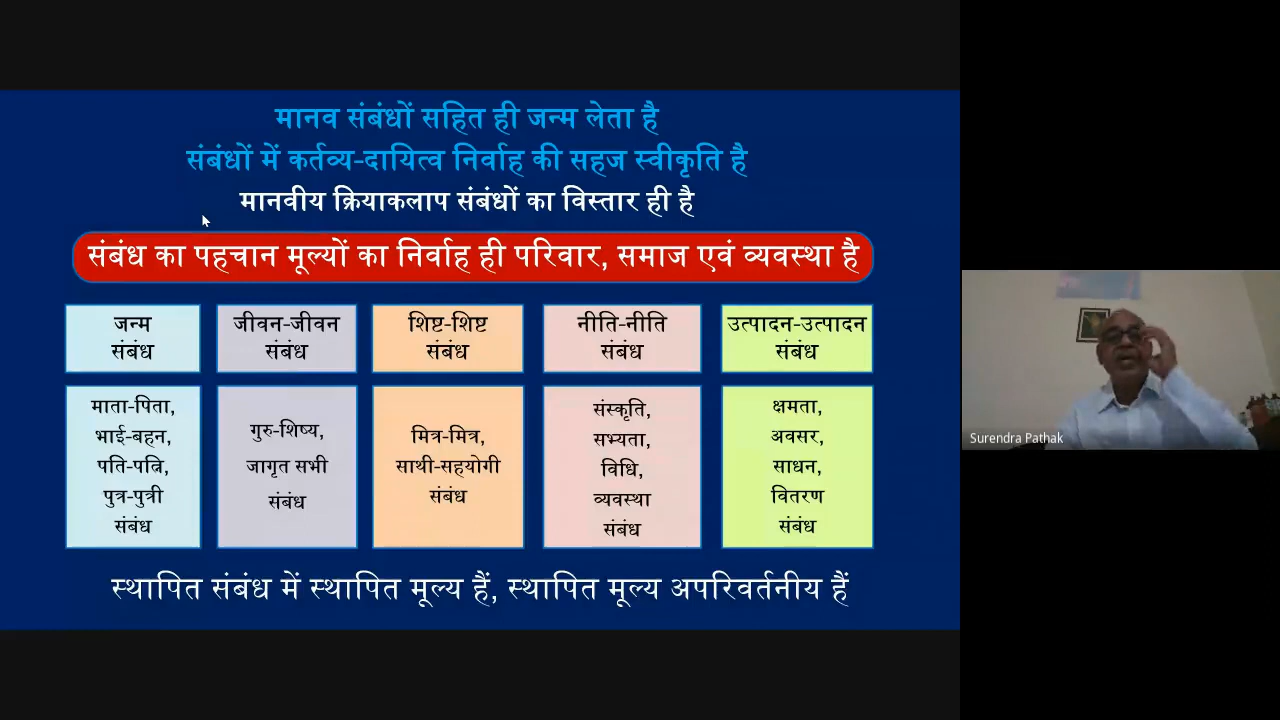 मानव संबंधों सहित ही जन्म लेता है
संबंधों में कर्तव्य-दायित्व निर्वाह की सहज स्वीकृति है
मानवीय क्रियाकलाप संबंधों का विस्तार ही है
संबंध का पहचान मूल्यों का निर्वाह ही परिवार, समाज एवं व्यवस्था है
जन्म
संबंध
जीवन-जीवन
संबंध
शिष्ट-शिष्ट
संबंध
नीति-नीति
संबंध
उत्पादन-उत्पादन
संबंध
माता-पिता,
भाई-बहन,
पति-पत्नि,
पुत्र-पुत्री
संबंध
गुरु-शिष्य,
जागृत सभी
संबंध
मित्र-मित्र,
साथी-सहयोगी
संबंध
संस्कृति,
सभ्यता,
विधि,
व्यवस्था
संबंध
क्षमता,
अवसर,
साधन,
वितरण
संबंध
स्थापित संबंध में स्थापित मूल्य हैं, स्थापित मूल्य अपरिवर्तनीय हैं
Surendra Pathak